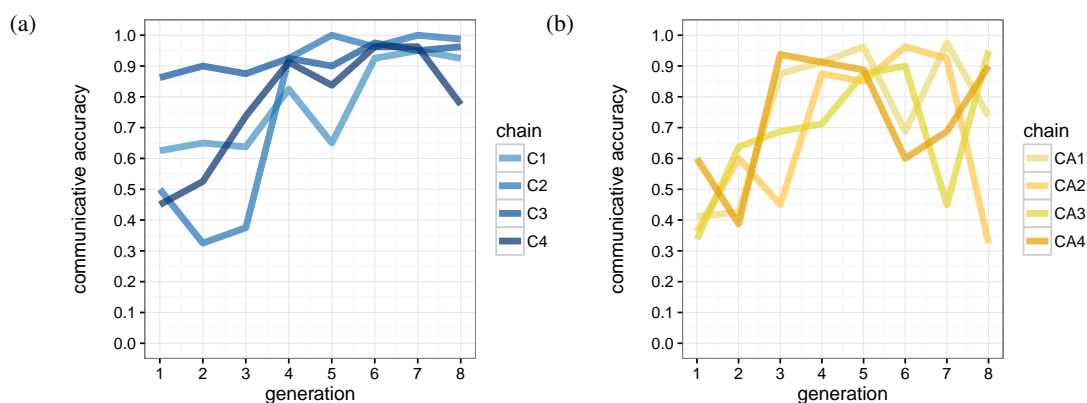 (a)
communicative accuracy
1.0
0.9
0.8
0.7
0.6
0.5
0.4
0.3
0.2
0.1
0.0
1 2 3 4 5 6 7 8
generation
chain
C1
C2
C3
C4
(b)
communicative accuracy
1.0
0.9
0.8
0.7
0.6
0.5
0.4
0.3
0.2
0.1
0.0
1 2 3 4 5 6 7 8
generation
chain
CA1
CA2
CA3
CA4